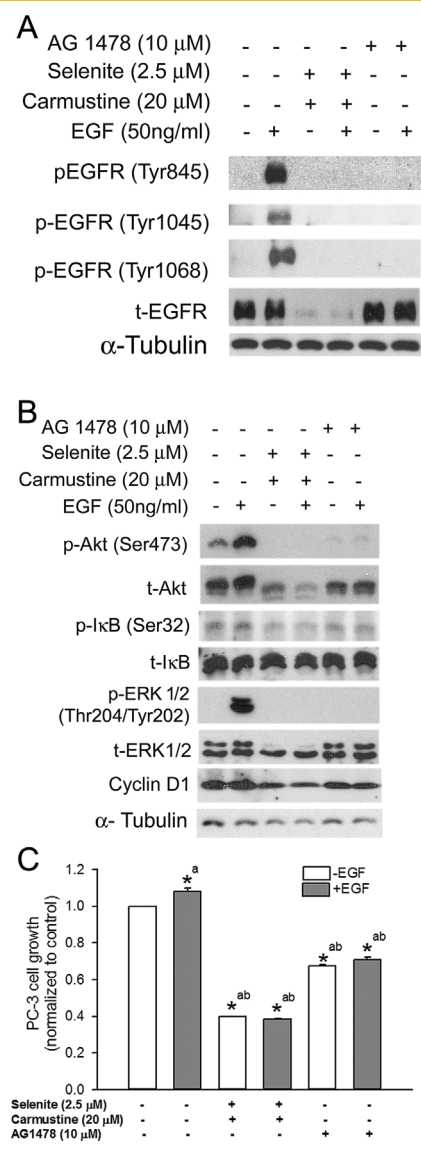 A
AG 1478 (10 μM) - - - - + +
Selenite (2.5 μM) - - + + - -
Carmustine (20 μM) - - + + - -
EGF (50ng/ml) - + - + - +
pEGFR (Tyr845)
p-EGFR (Tyr1045)
p-EGFR (Tyr1068)
t-EGFR
α-Tubulin
B
AG 1478 (10 μM) - - - - + +
Selenite (2.5 μM) - - + + - -
Carmustine (20 μM) - - + + - -
EGF (50ng/ml) - + - + - +
p-Akt (Ser473)
t-Akt
p-IκB (Ser32)
t-IκB
p-ERK 1/2
(Thr204/Tyr202)
t-ERK1/2
Cyclin D1
α- Tubulin
C
PC-3 cell growth
(normalized to control)
1.2
1.0
0.8
0.6
0.4
0.2
0.0
-EGF
+EGF
*a
*ab
*ab
*ab
*ab
Selenite (2.5 μM) - - + + - -
Carmustine (20 μM) - - + + - -
AG1478 (10 μM) - - - - + +